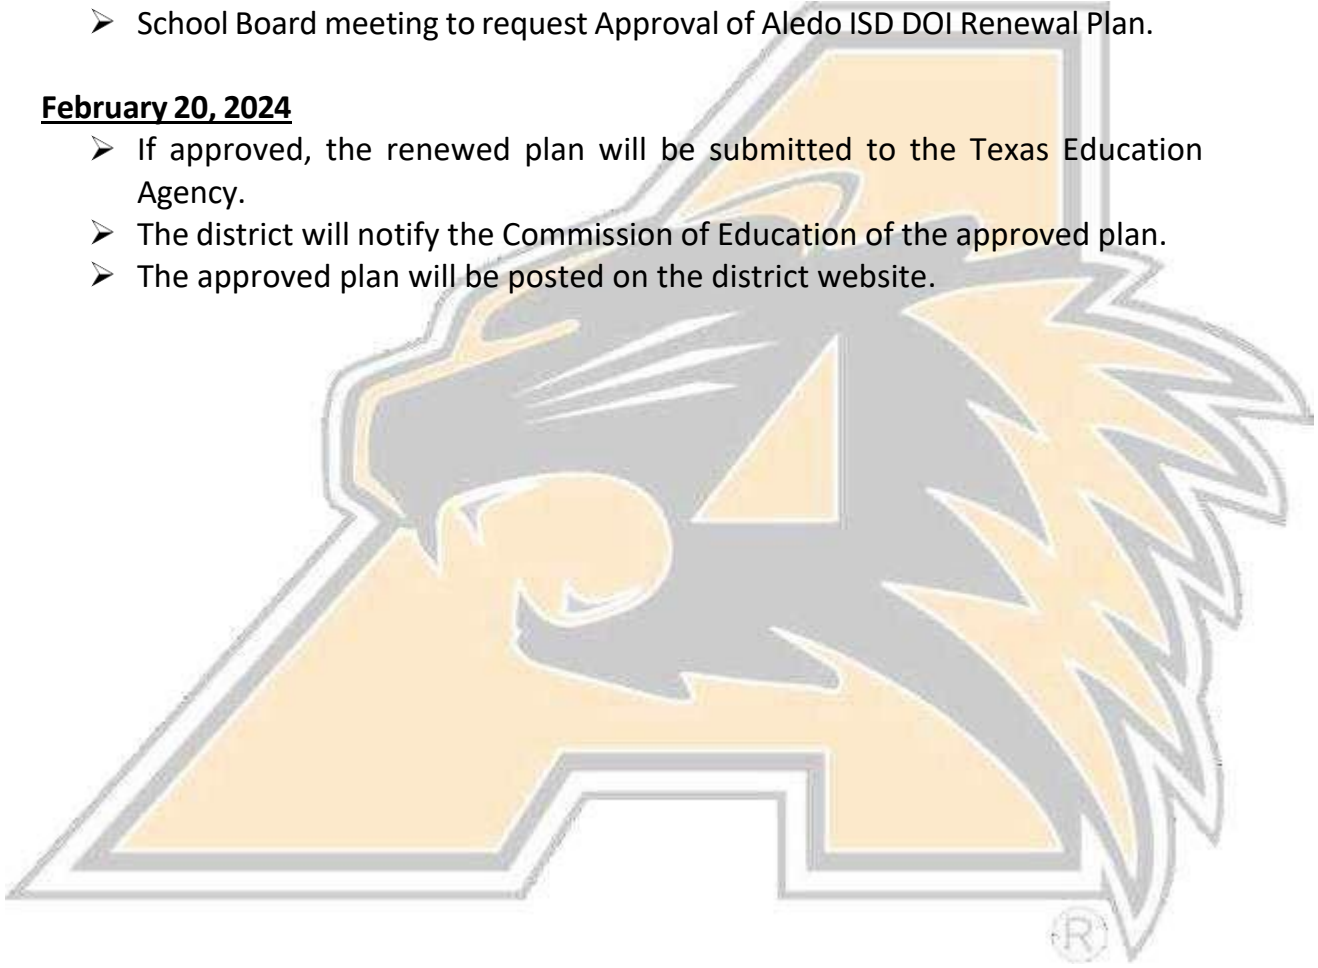 ➢ School Board meeting to request Approval of Aledo ISD DOI Renewal Plan.
February 20, 2024
➢ If approved, the renewed plan will be submitted to the Texas Education
Agency.
➢ The district will notify the Commission of Education of the approved plan.
➢ The approved plan will be posted on the district website.
A
®